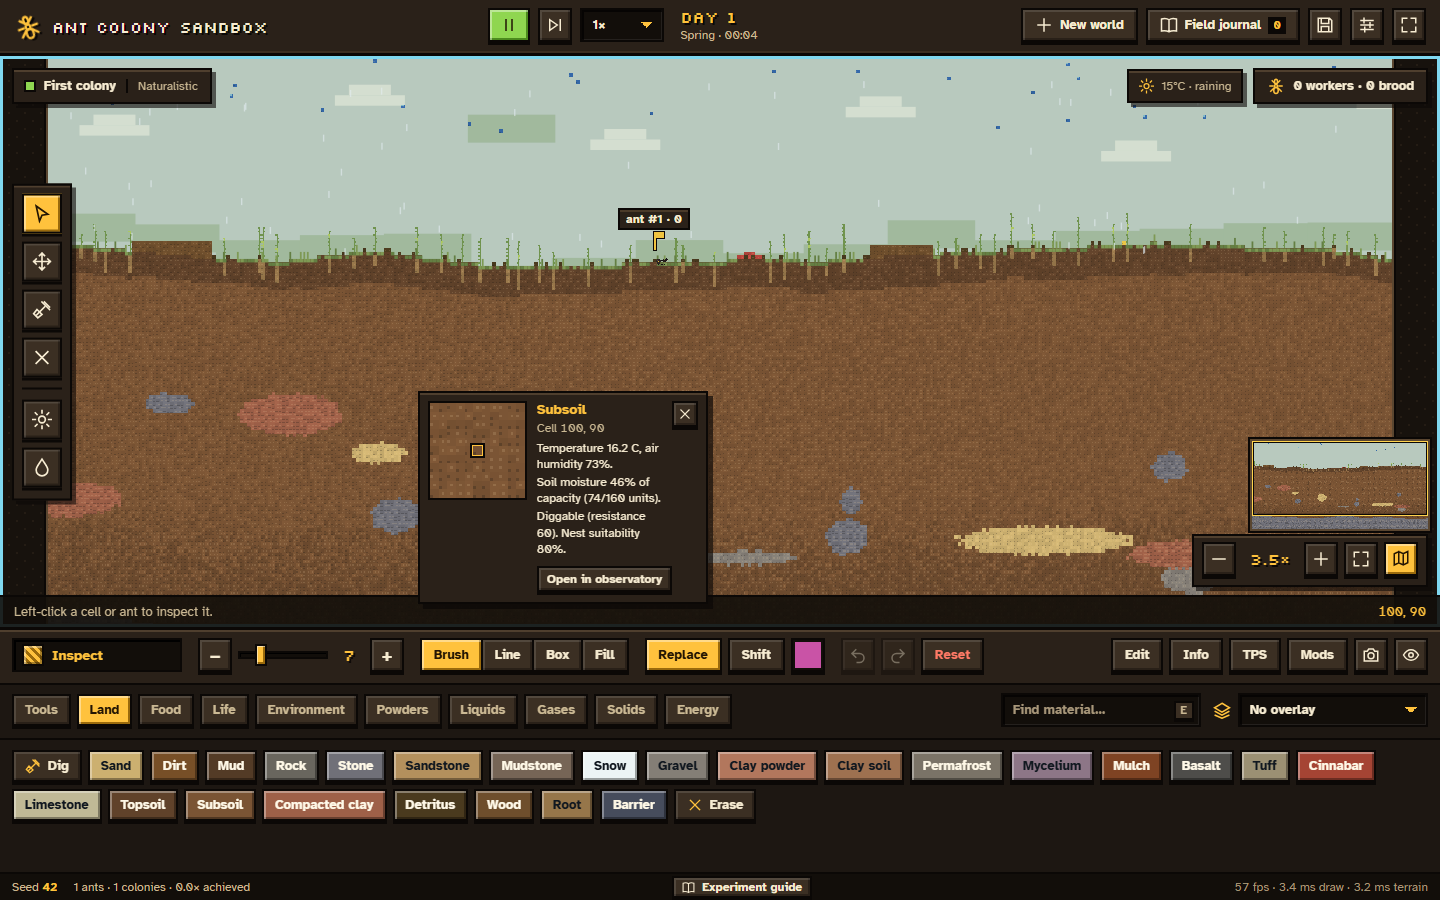 ANT COLONY SANDBOX
1×
DAY 1
Spring · 00:04
New world
Field journal 0
First colony
Naturalistic
15°C · raining
0 workers · 0 brood
ant #1 · 0
Subsoil
Cell 100, 90
Temperature 16.2 C, air
humidity 73%.
Soil moisture 46% of
capacity (74/160 units).
Diggable (resistance
60). Nest suitability
80%.
Open in observatory
3.5×
Left-click a cell or ant to inspect it.
100, 90
Inspect
7
Brush
Line
Box
Fill
Replace
Shift
Reset
Edit
Info
TPS
Mods
Tools
Land
Food
Life
Environment
Powders
Liquids
Gases
Solids
Energy
Find material... E
No overlay
Dig
Sand
Dirt
Mud
Rock
Stone
Sandstone
Mudstone
Snow
Gravel
Clay powder
Clay soil
Permafrost
Mycelium
Mulch
Basalt
Tuff
Cinnabar
Limestone
Topsoil
Subsoil
Compacted clay
Detritus
Wood
Root
Barrier
Erase
Seed 42
1 ants · 1 colonies · 0.0× achieved
Experiment guide
57 fps · 3.4 ms draw · 3.2 ms terrain